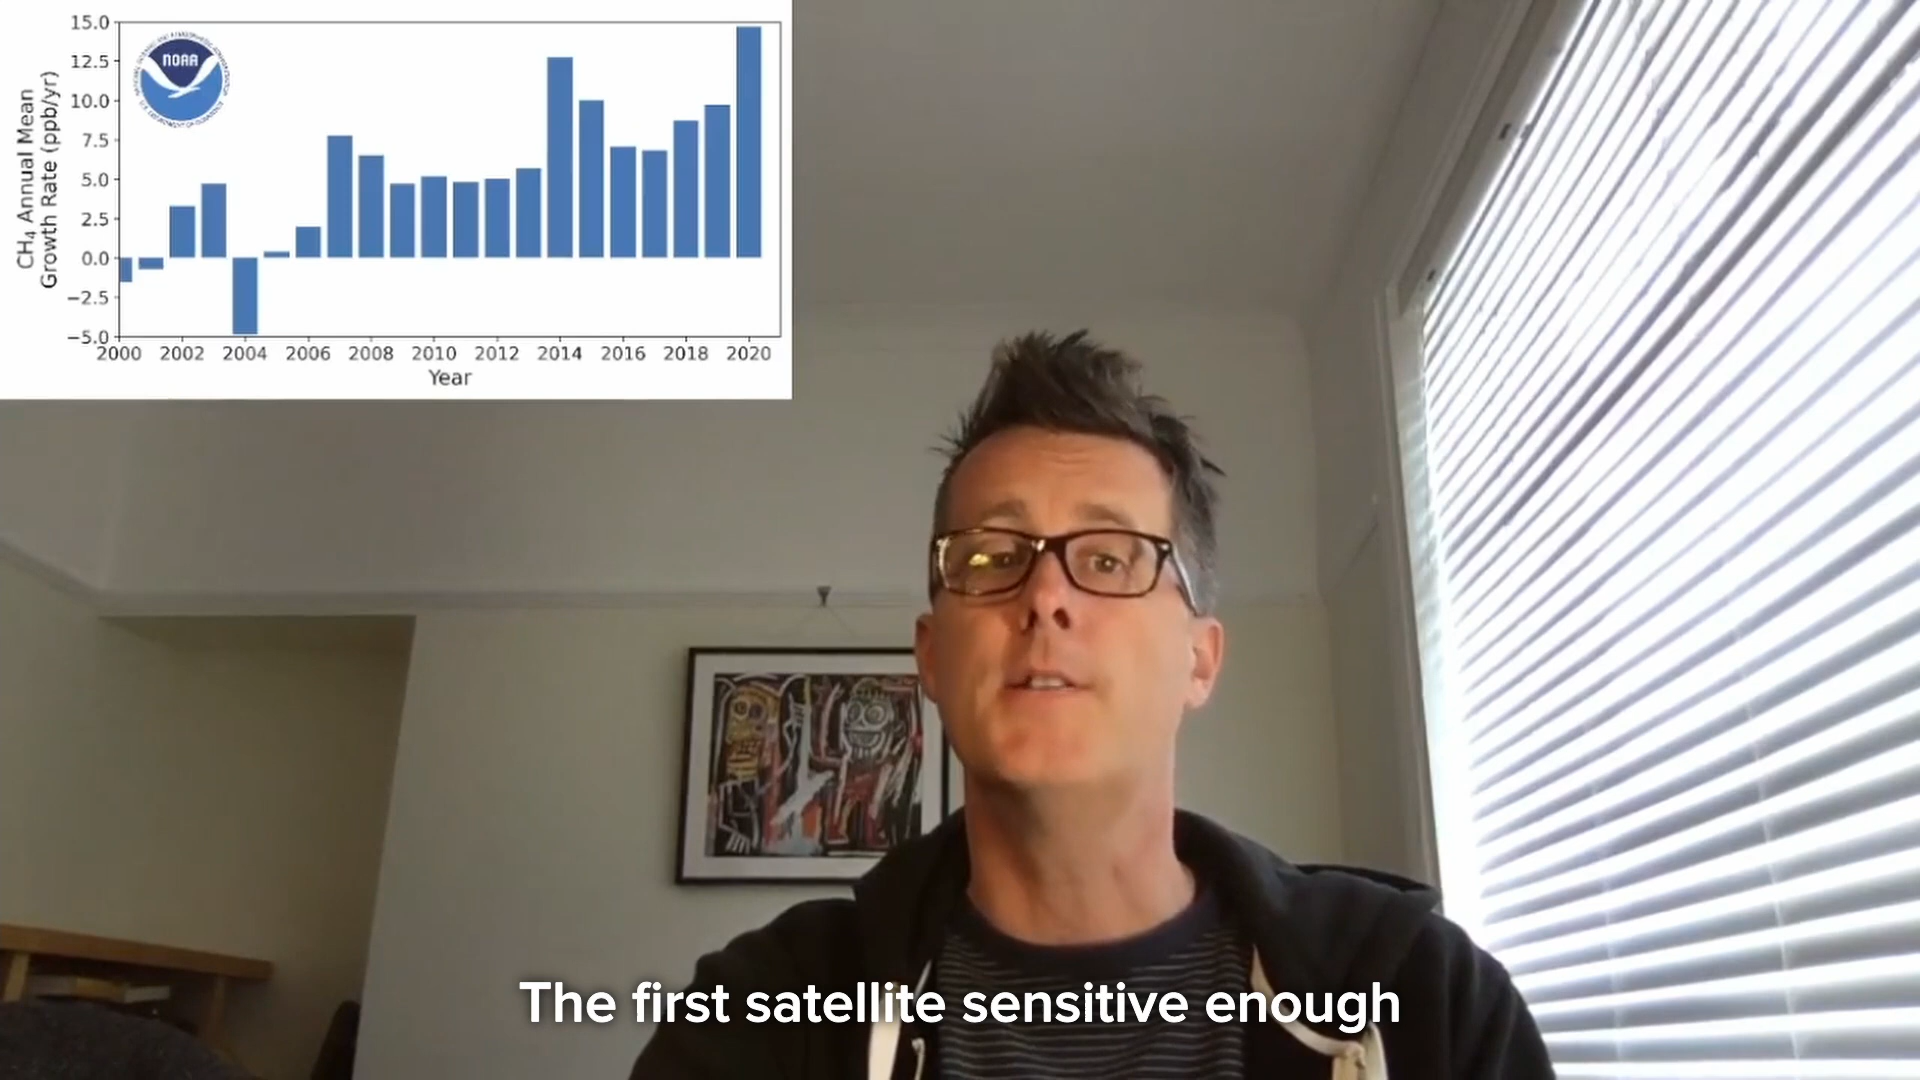 15.0
12.5
10.0
7.5
5.0
2.5
0.0
−2.5
−5.0
CH4 Annual Mean
Growth Rate (ppb/yr)
NOAA
2000 2002 2004 2006 2008 2010 2012 2014 2016 2018 2020
Year
The first satellite sensitive enough